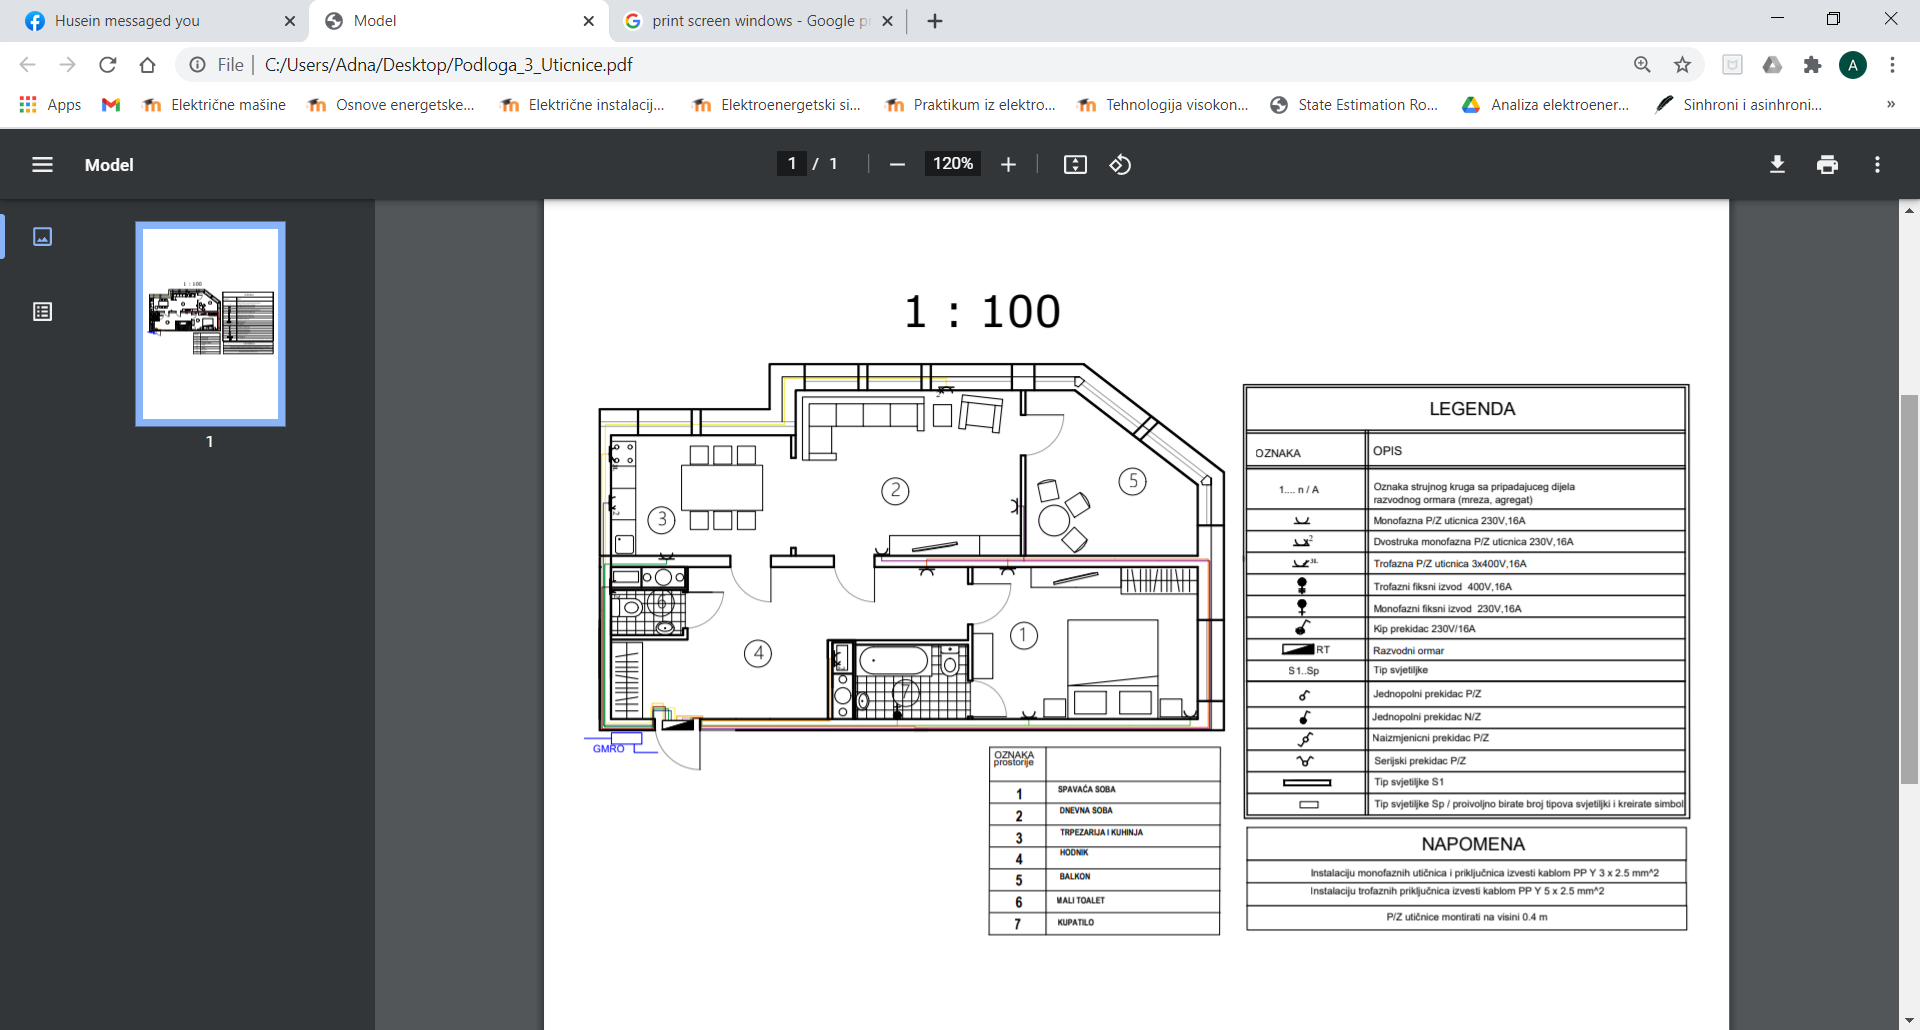 Husein messaged you
Model
print screen windows - Google p
File
C:/Users/Adna/Desktop/Podloga_3_Uticnice.pdf
A
Apps
Električne mašine
Osnove energetske...
Električne instalacij...
Elektroenergetski si...
Praktikum iz elektro...
Tehnologija visokon...
State Estimation Ro...
Analiza elektroener...
Sinhroni i asinhroni...
»
Model
1 / 1
120%
1
1 : 100
2
5
3
6
1
4
7
GMRO
LEGENDA
OZNAKA
OPIS
1.... n / A
Oznaka strujnog kruga sa pripadajuceg dijela
razvodnog ormara (mreza, agregat)
Monofazna P/Z uticnica 230V,16A
x2
Dvostruka monofazna P/Z uticnica 230V,16A
3L
Trofazna P/Z uticnica 3x400V,16A
Trofazni fiksni izvod 400V,16A
Monofazni fiksni izvod 230V,16A
Kip prekidac 230V/16A
RT
Razvodni ormar
S1..Sp
Tip svjetiljke
Jednopolni prekidac P/Z
Jednopolni prekidac N/Z
Naizmjenicni prekidac P/Z
Serijski prekidac P/Z
Tip svjetiljke S1
Tip svjetiljke Sp / proivoljno birate broj tipova svjetiljki i kreirate simbol
OZNAKA
prostorije
1 SPAVAĆA SOBA
2 DNEVNA SOBA
3 TRPEZARIJA I KUHINJA
4 HODNIK
5 BALKON
6 MALI TOALET
7 KUPATILO
NAPOMENA
Instalaciju monofaznih utičnica i priključnica izvesti kablom PP Y 3 x 2.5 mm^2
Instalaciju trofaznih priključnica izvesti kablom PP Y 5 x 2.5 mm^2
P/Z utičnice montirati na visini 0.4 m